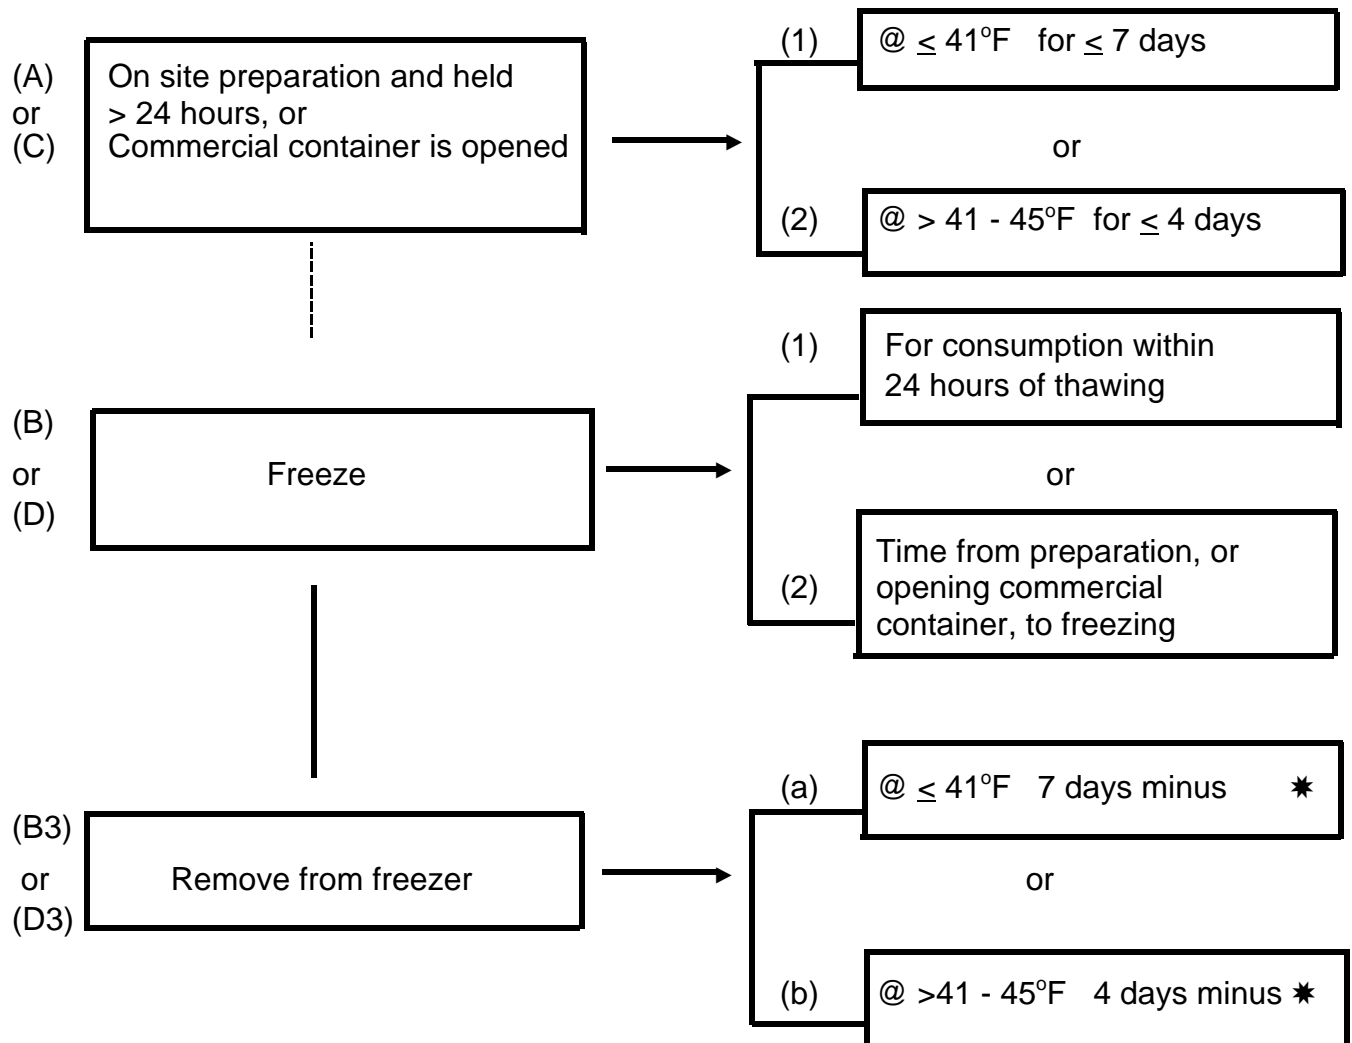 (A)
or
(C)
On site preparation and held
> 24 hours, or
Commercial container is opened
(1)
@ ≤ 41°F for ≤ 7 days
or
(2)
@ > 41 - 45°F for ≤ 4 days
(B)
or
(D)
Freeze
(1)
For consumption within
24 hours of thawing
or
(2)
Time from preparation, or
opening commercial
container, to freezing
(B3)
or
(D3)
Remove from freezer
(a)
@ ≤ 41°F 7 days minus ✷
or
(b)
@ >41 - 45°F 4 days minus ✷